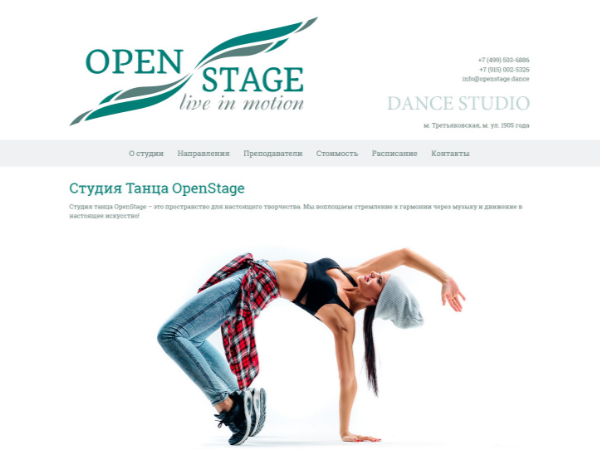 OPEN
STAGE
live in motion
+7 (499) 502-6886
+7 (915) 002-5326
info@openstage.dance
DANCE STUDIO
м. Третьяковская, м. ул. 1905 года
О студии Направления Преподаватели Стоимость Расписание Контакты
Студия Танца OpenStage
Студия танца OpenStage – это пространство для настоящего творчества. Мы воплощаем стремление к гармонии через музыку и движение в
настоящее искусство!